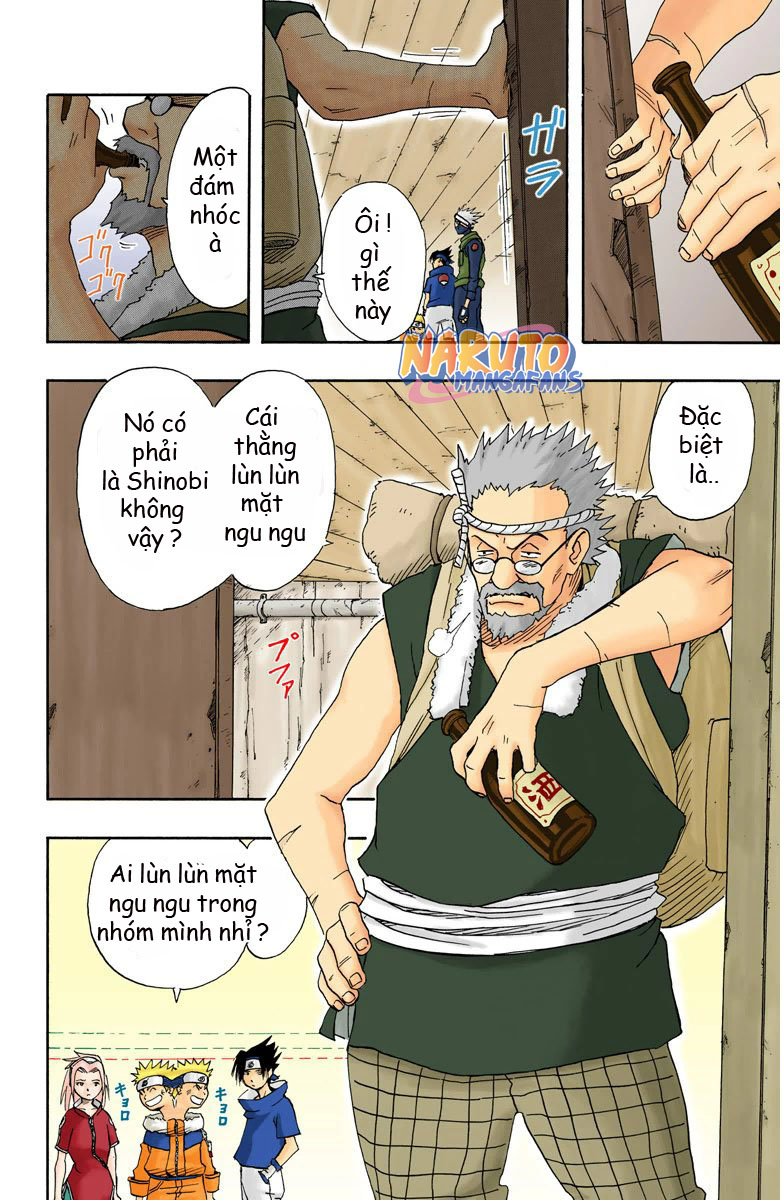 ガラ
Ôi !
gì
thế
này
Một
đám
nhóc
à
ゴク
ゴク
NARUTO
MANGAFANS
Đặc
biệt
là..
Cái
thằng
lùn lùn
mặt
ngu ngu
Nó có
phải
là Shinobi
không
vậy ?
プファ
酒
Ai lùn lùn mặt
ngu ngu trong
nhóm mình nhỉ ?
キョロ
キョロ